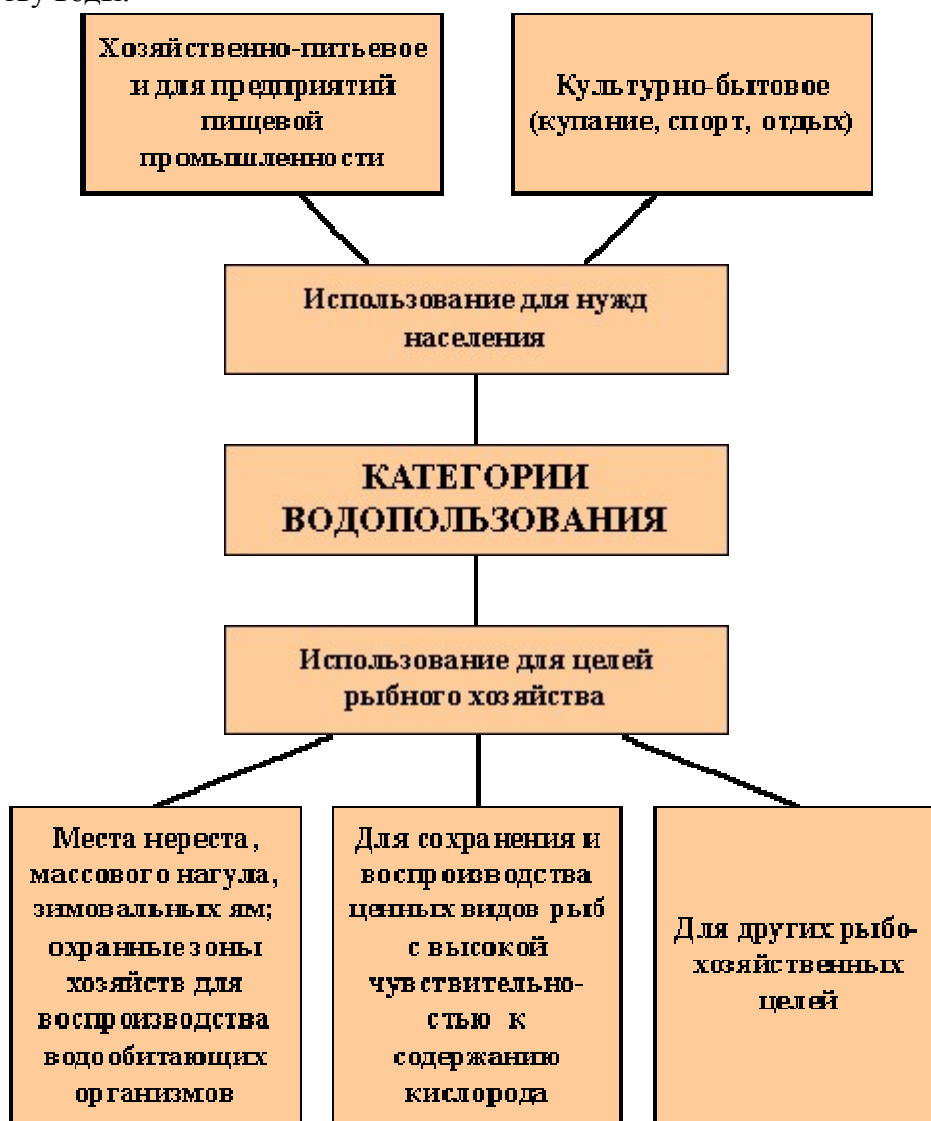 Хозяйственно-питьевое
и для предприятий
пищевой
промышленности
Культурно-бытовое
(купание, спорт, отдых)
Использование для нужд
населения
КАТЕГОРИИ
ВОДОПОЛЬЗОВАНИЯ
Использование для целей
рыбного хозяйства
Места нереста,
массового нагула,
зимовальных ям;
охранные зоны
хозяйств для
воспроизводства
водообитающих
организмов
Для сохранения и
воспроизводства
ценных видов рыб
с высокой
чувствительно-
стью к
содержанию
кислорода
Для других рыбо-
хозяйственных
целей